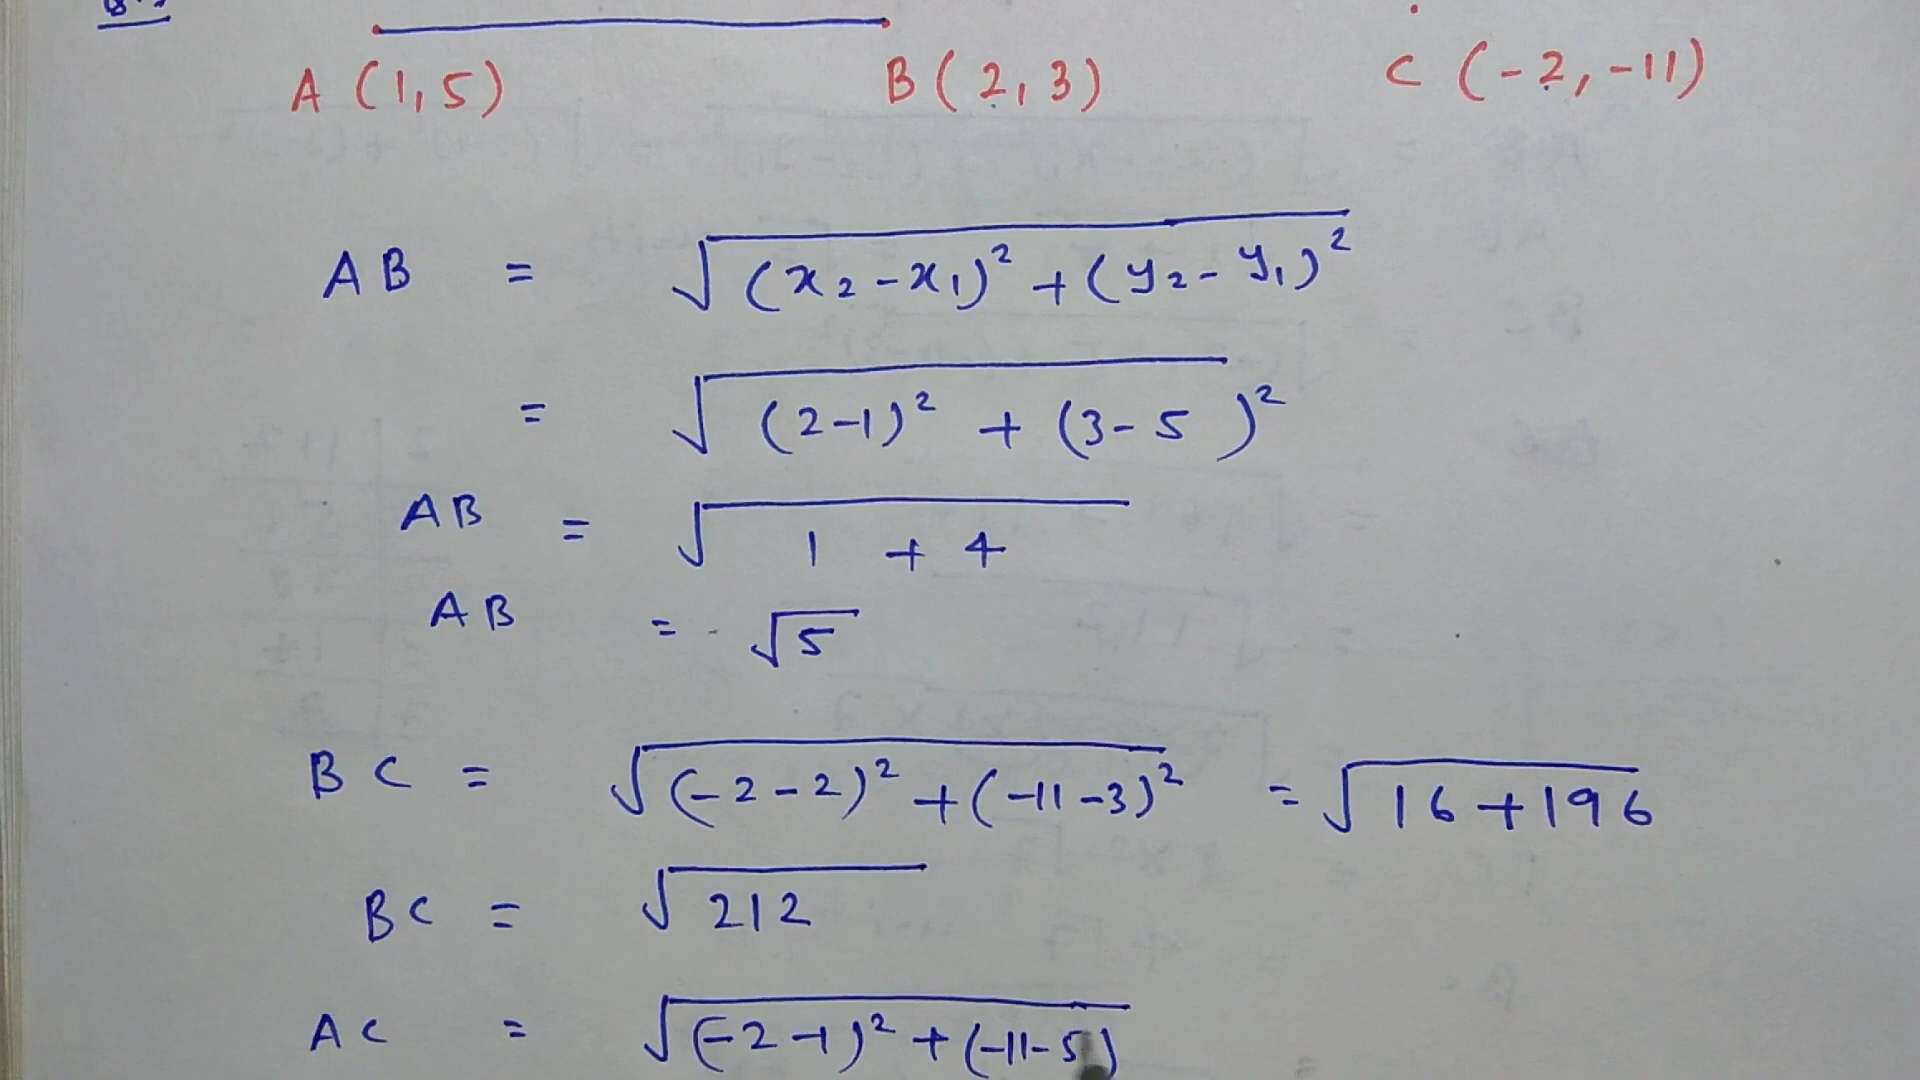 A (1,5) B (2,3) C (-2,-11)
AB = √(x₂-x₁)² + (y₂-y₁)²
= √(2-1)² + (3-5)²
AB = √1 + 4
AB = √5
BC = √(-2-2)² + (-11-3)² = √16+196
BC = √212
AC = √(-2-1)² + (-11-5)